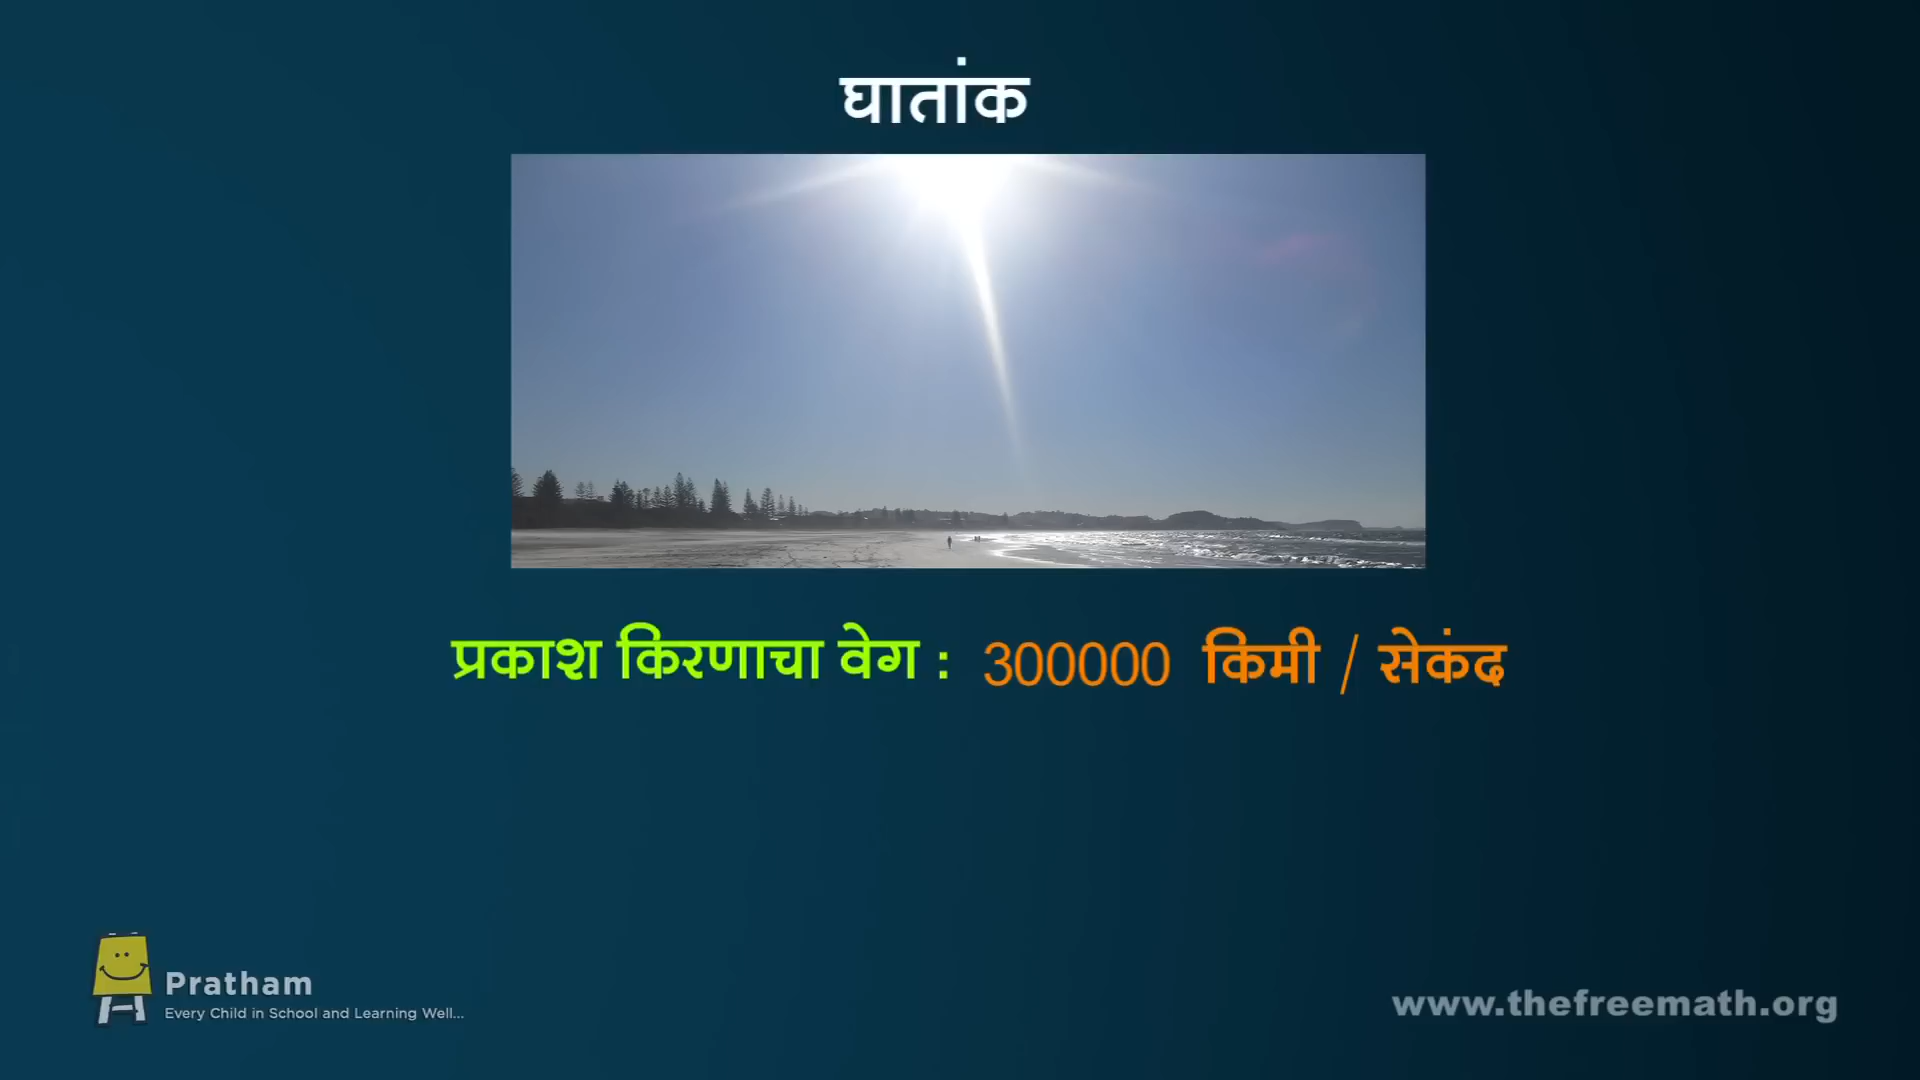 घातांक
प्रकाश किरणाचा वेग : 300000 किमी / सेकंद
Pratham
Every Child in School and Learning Well...
www.thefreemath.org